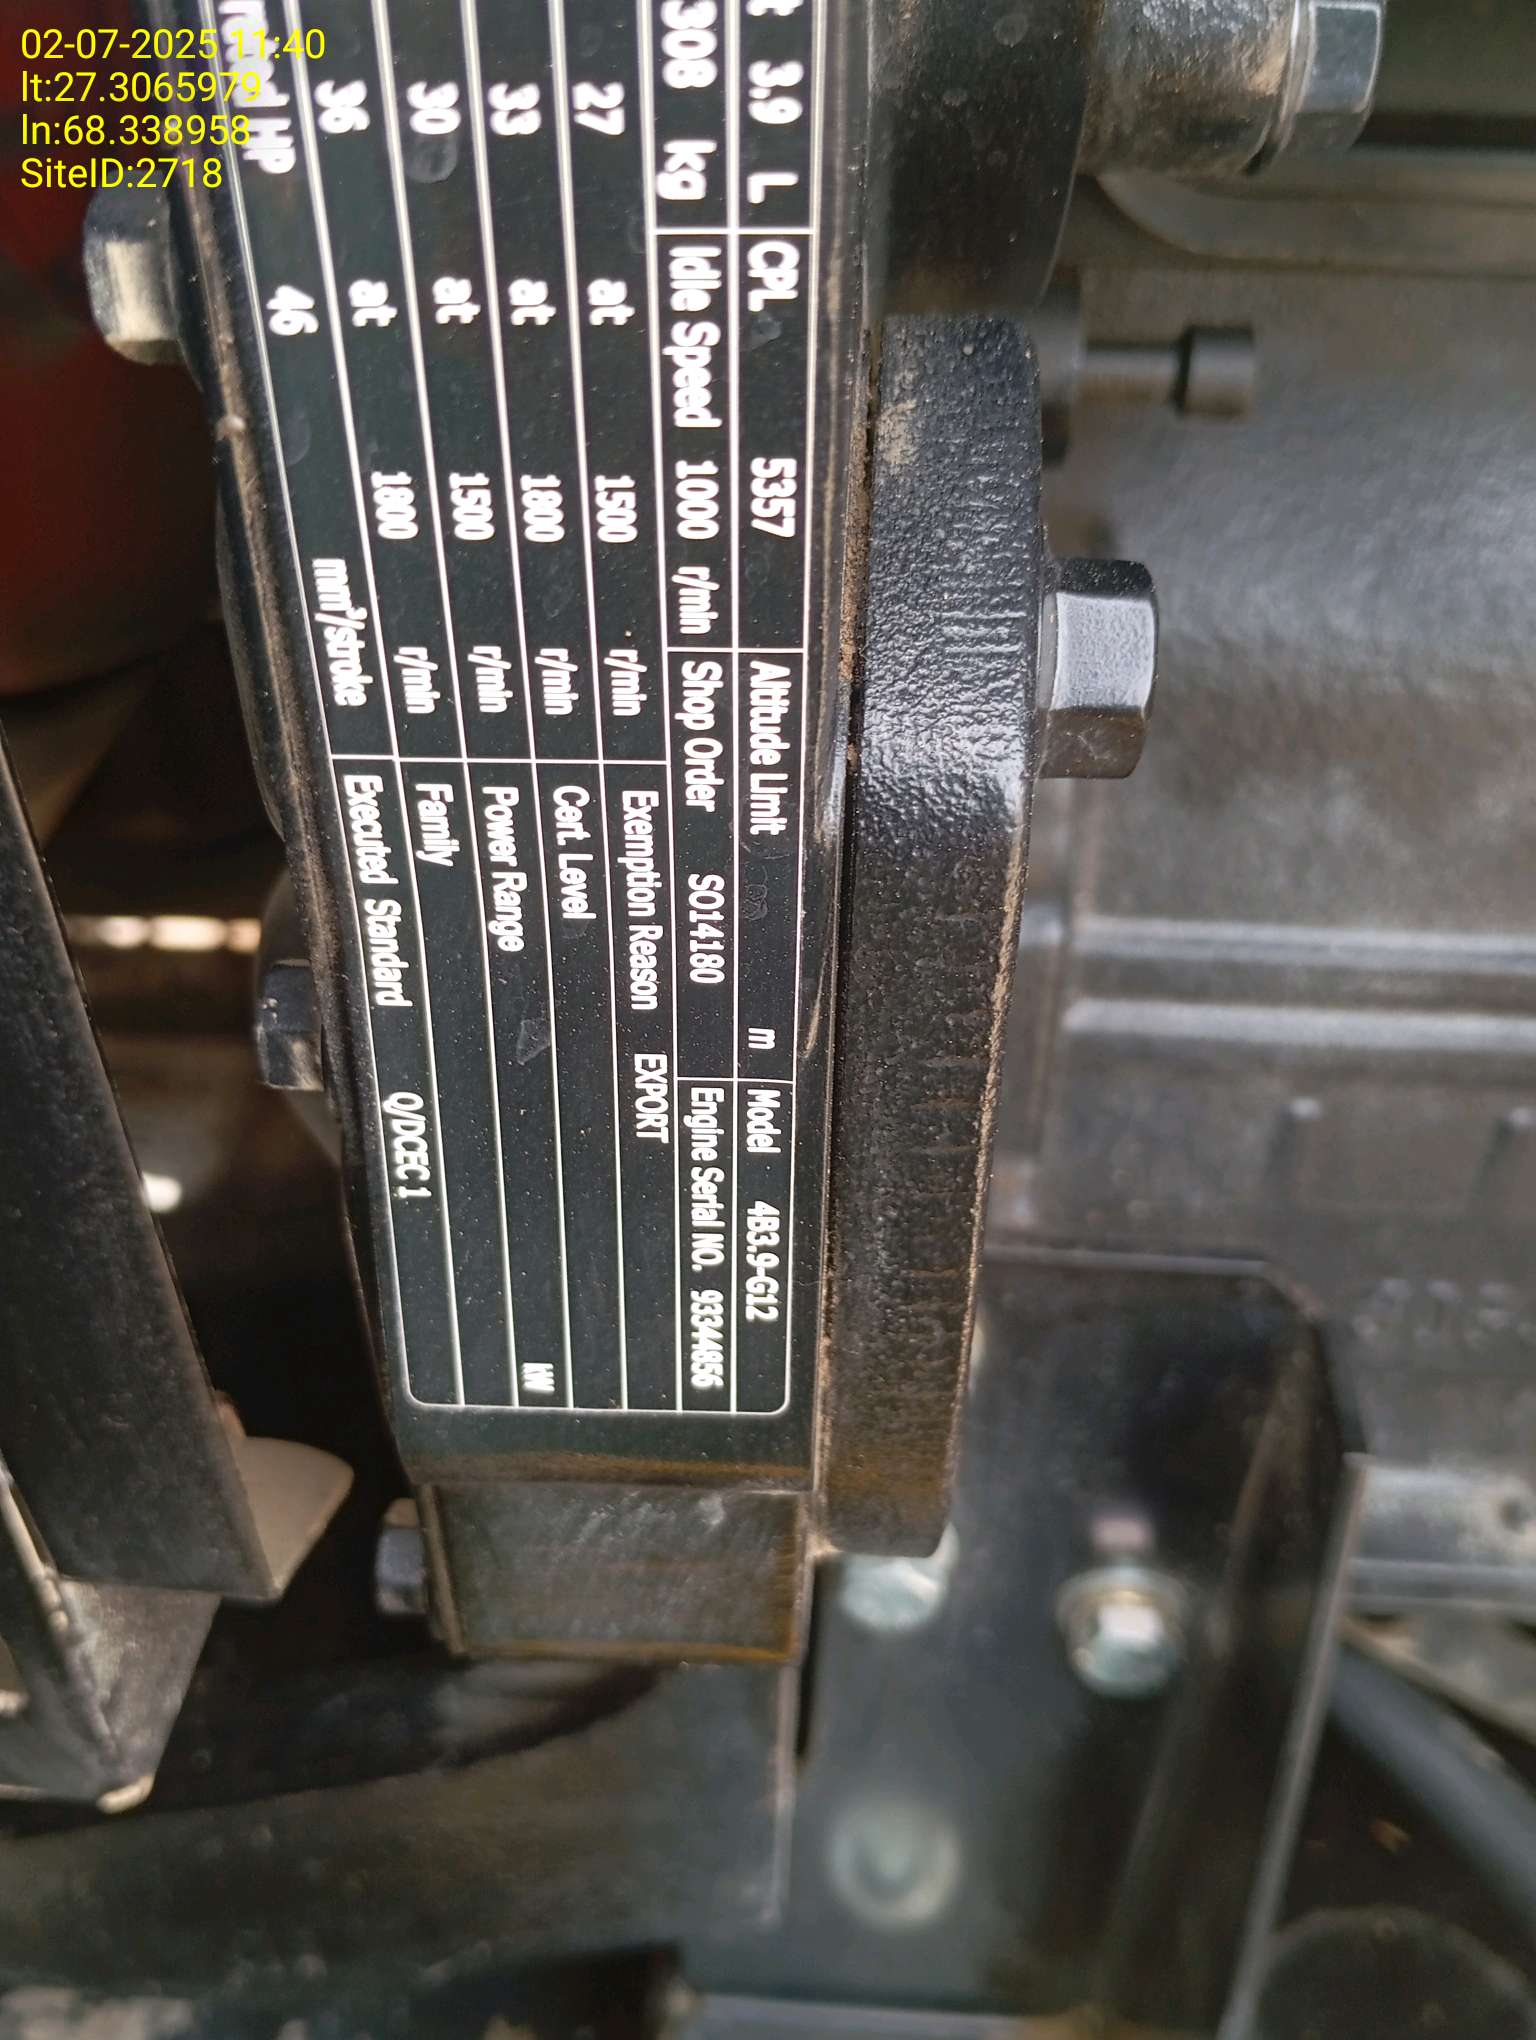 02-07-2025 11:40
lt:27.3065979
ln:68.338958
SiteID:2718
3.9 L CPL 5357 Altitude Limit m Model 4B3.9-G12
308 kg Idle Speed 1000 r/min Shop Order SO14180 Engine Serial NO. 93344856
27 at 1500 r/min Exemption Reason EXPORT
33 at 1800 r/min Cert. Level
30 at 1500 r/min Power Range kW
36 at 1800 r/min Family
HP 46 mm³/stroke Executed Standard Q/DCEC 1